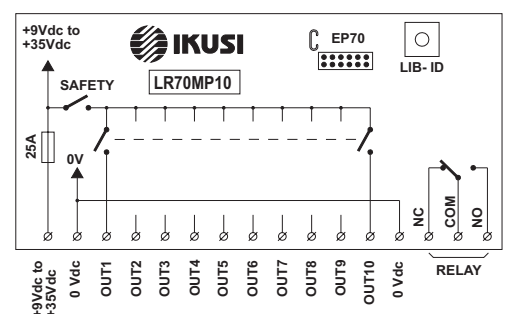 +9Vdc to
+35Vdc
IKUSI
EP70
LIB- ID
SAFETY
LR70MP10
25A
0V
NC
COM
NO
+9Vdc to
+35Vdc
0 Vdc
OUT1
OUT2
OUT3
OUT4
OUT5
OUT6
OUT7
OUT8
OUT9
OUT10
0 Vdc
RELAY